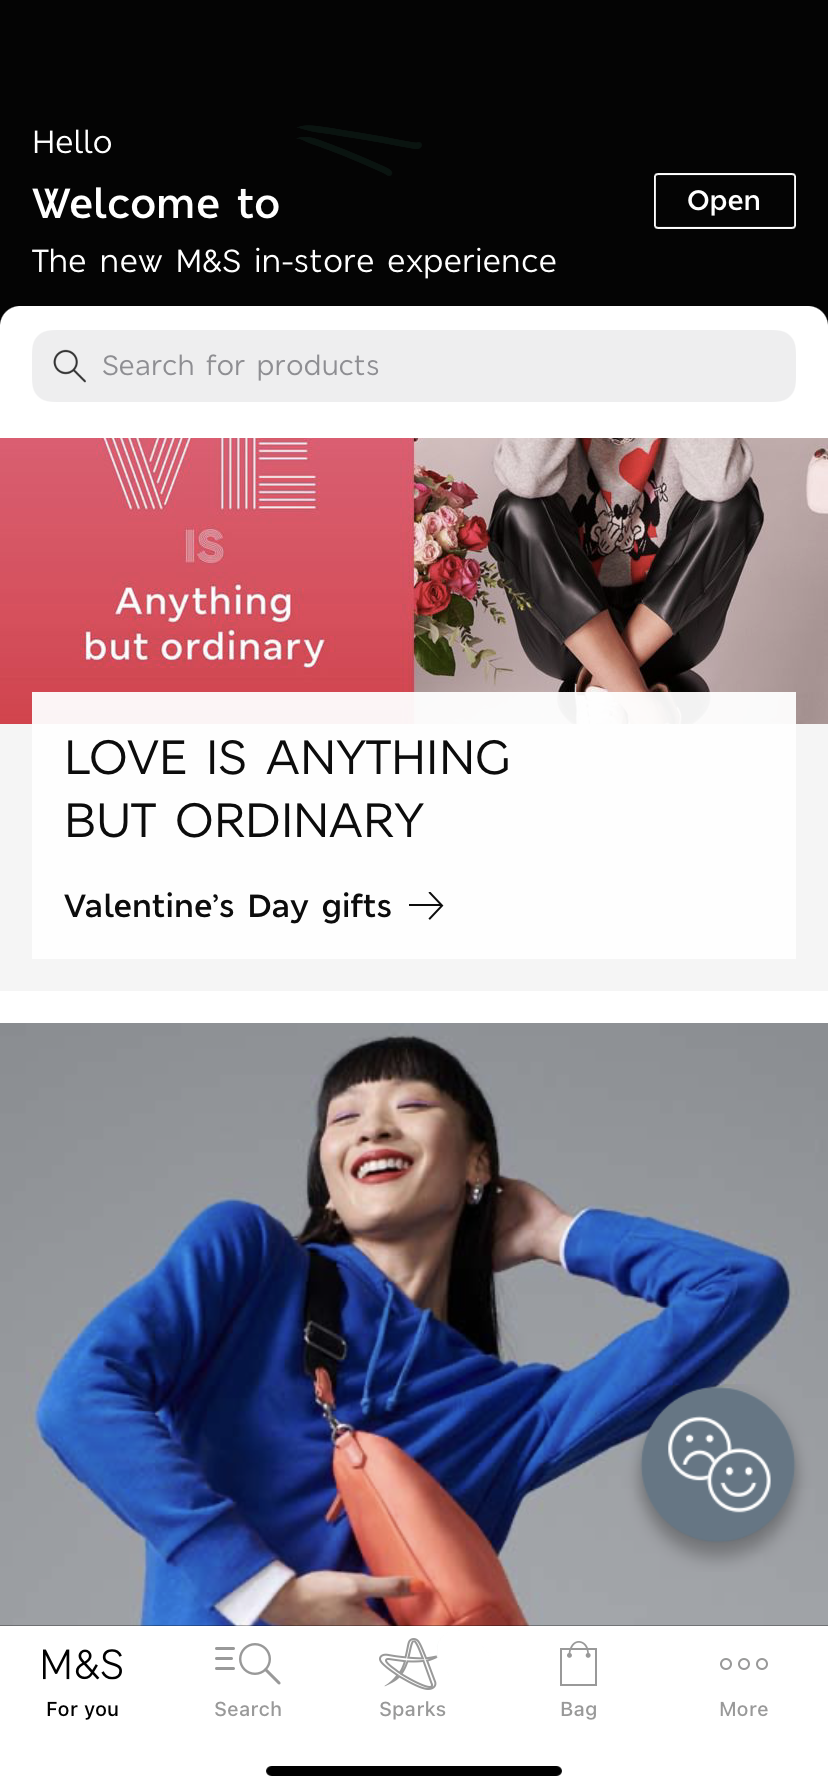 Hello
Welcome to
Open
The new M&S in-store experience
Search for products
VE
IS
Anything
but ordinary
LOVE IS ANYTHING
BUT ORDINARY
Valentine’s Day gifts
M&S
For you
Search
Sparks
Bag
More